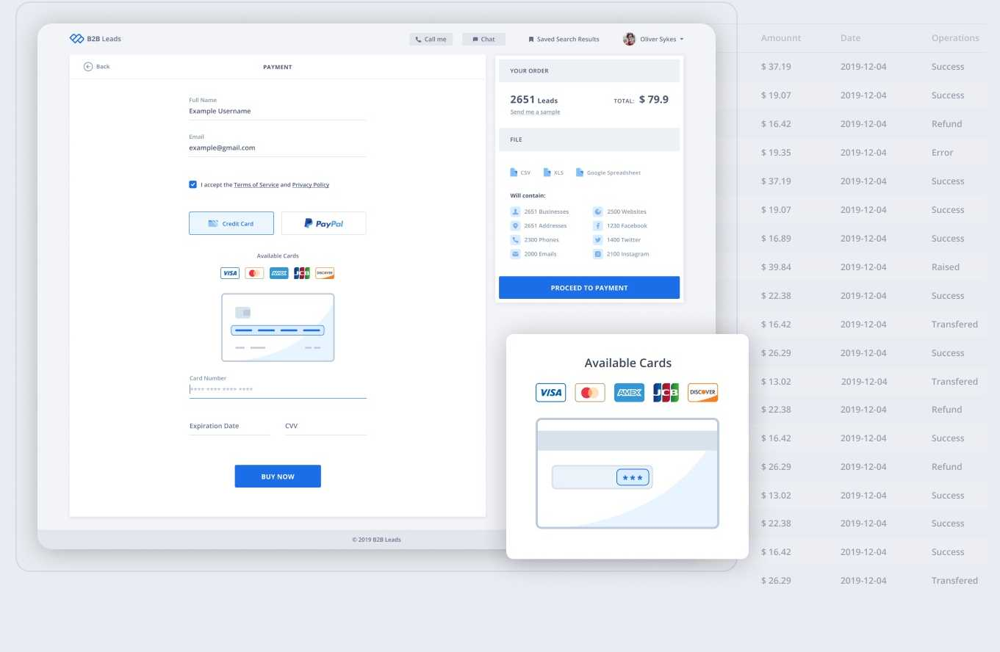 B2B Leads
Call me
Chat
Saved Search Results
Oliver Sykes
Back
PAYMENT
Full Name
Example Username
Email
example@gmail.com
I accept the Terms of Service and Privacy Policy
Credit Card
PayPal
Available Cards
VISA
AMEX
JCB
DISCOVER
Card Number
**** **** **** ****
Expiration Date
CVV
BUY NOW
YOUR ORDER
2651 Leads
TOTAL: $ 79.9
Send me a sample
FILE
CSV
XLS
Google Spreadsheet
Will contain:
2651 Businesses
2500 Websites
2651 Addresses
1230 Facebook
2300 Phones
1400 Twitter
2000 Emails
2100 Instagram
PROCEED TO PAYMENT
© 2019 B2B Leads
Available Cards
VISA
AMEX
JCB
DISCOVER
***
Amounnt Date Operations
$ 37.19 2019-12-04 Success
$ 19.07 2019-12-04 Success
$ 16.42 2019-12-04 Refund
$ 19.35 2019-12-04 Error
$ 37.19 2019-12-04 Success
$ 19.07 2019-12-04 Success
$ 16.89 2019-12-04 Success
$ 39.84 2019-12-04 Raised
$ 22.38 2019-12-04 Success
$ 16.42 2019-12-04 Transfered
$ 26.29 2019-12-04 Success
$ 13.02 2019-12-04 Transfered
$ 22.38 2019-12-04 Refund
$ 16.42 2019-12-04 Success
$ 26.29 2019-12-04 Refund
$ 13.02 2019-12-04 Success
$ 22.38 2019-12-04 Success
$ 16.42 2019-12-04 Success
$ 26.29 2019-12-04 Transfered